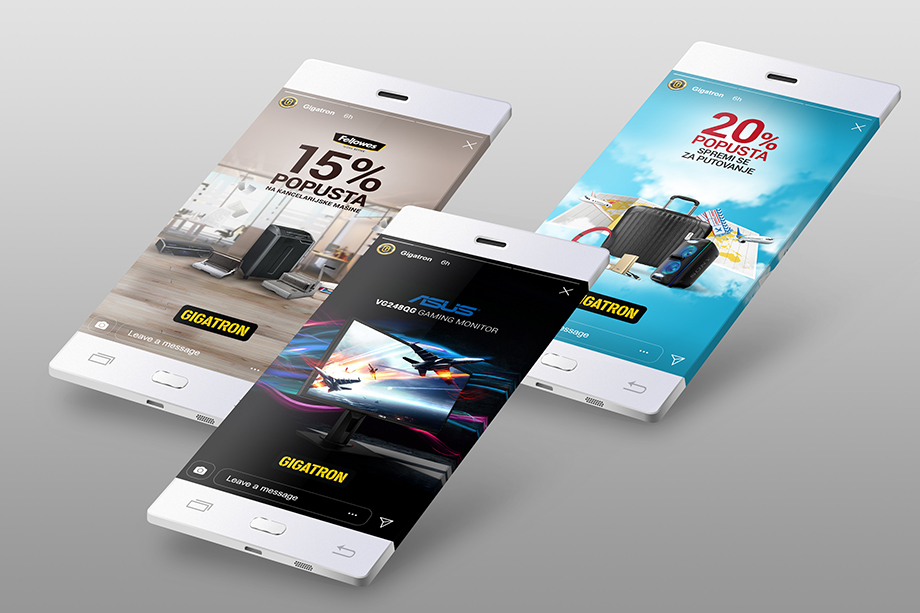 Gigatron 6h
Fellowes
15%
POPUSTA
NA KANCELARIJSKE MAŠINE
GIGATRON
Leave a message
Gigatron 6h
ASUS
VG248QG GAMING MONITOR
GIGATRON
Leave a message
Gigatron 6h
20%
POPUSTA
SPREMI SE
ZA PUTOVANJE
GIGATRON
message